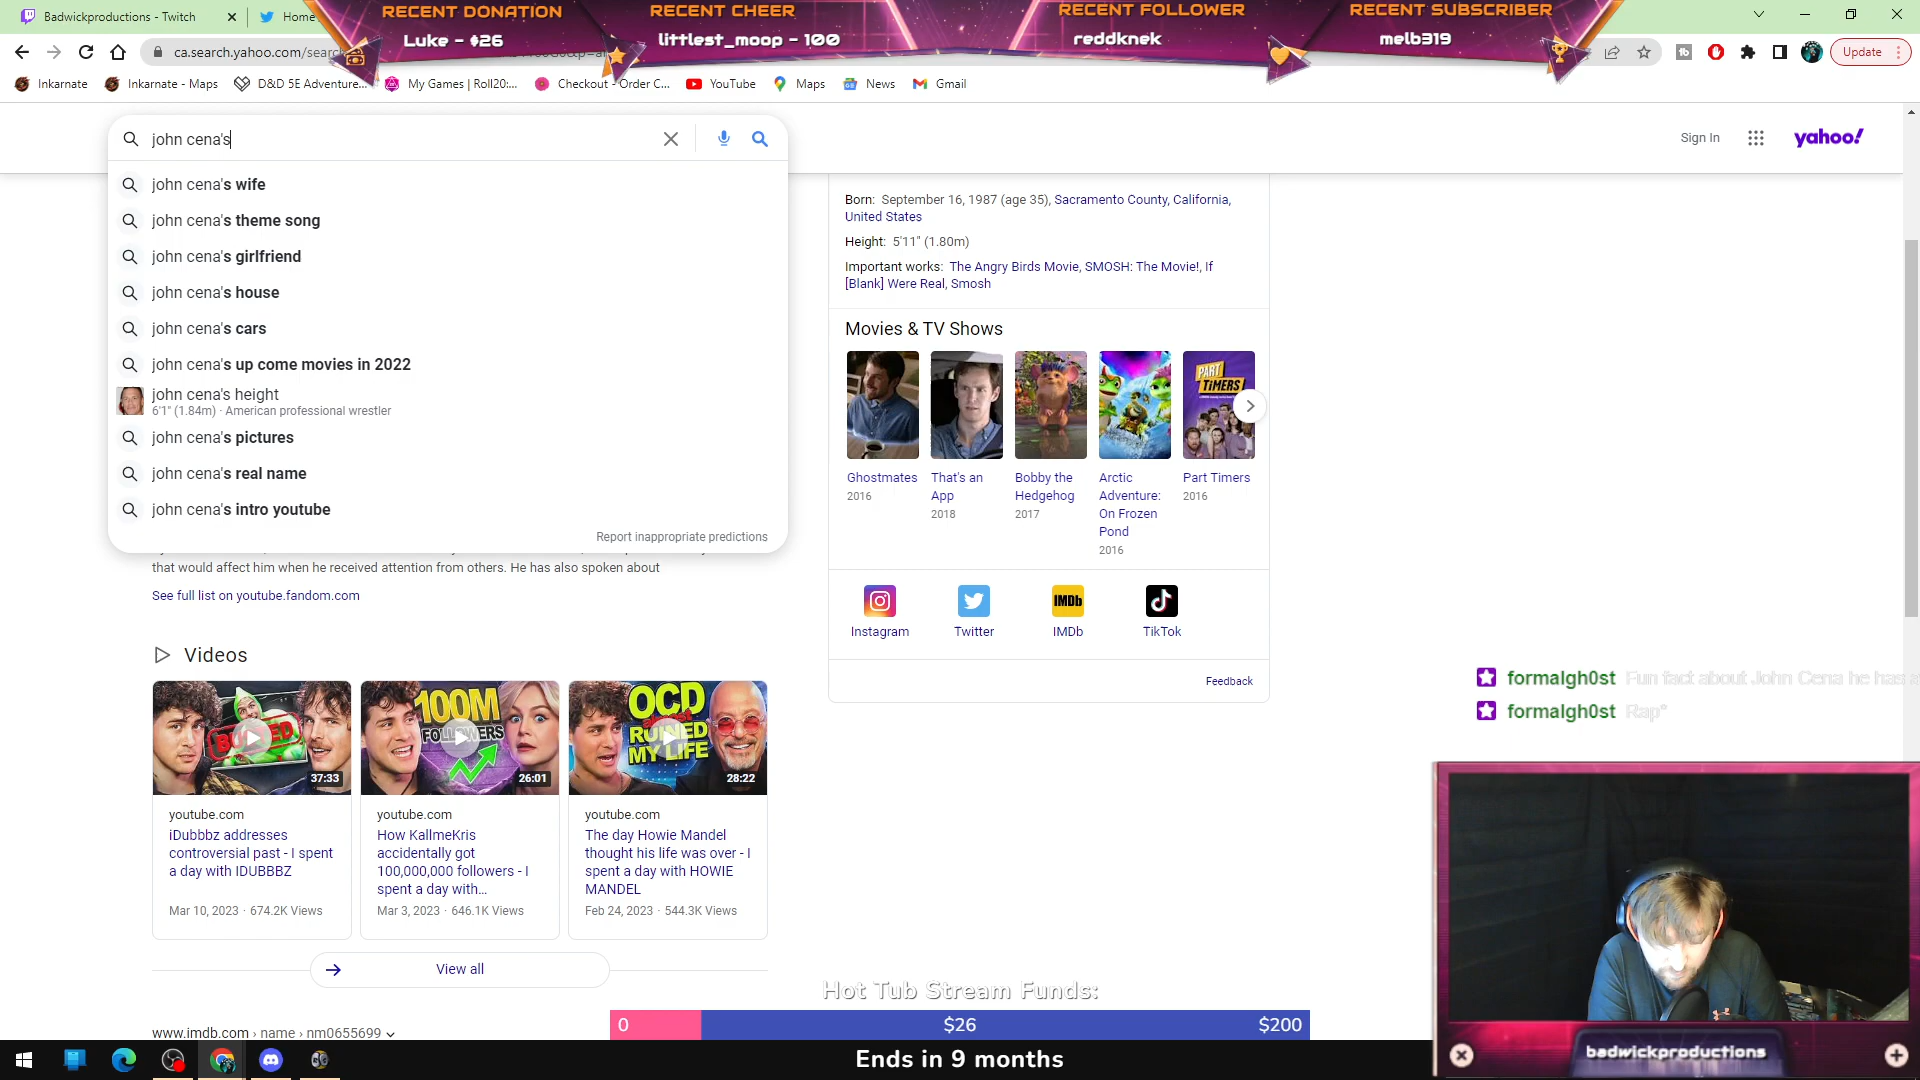 Badwickproductions - Twitch
Home
RECENT DONATION
Luke - $26
RECENT CHEER
littlest_moop - 100
RECENT FOLLOWER
reddknek
RECENT SUBSCRIBER
melb319
ca.search.yahoo.com/search
Update
Inkarnate
Inkarnate - Maps
D&D 5E Adventure...
My Games | Roll20:...
Checkout - Order C...
YouTube
Maps
News
Gmail
john cena's
Sign In
yahoo!
john cena's wife
john cena's theme song
john cena's girlfriend
john cena's house
john cena's cars
john cena's up come movies in 2022
john cena's height
6'1" (1.84m) · American professional wrestler
john cena's pictures
john cena's real name
john cena's intro youtube
Report inappropriate predictions
that would affect him when he received attention from others. He has also spoken about
See full list on youtube.fandom.com
Born: September 16, 1987 (age 35), Sacramento County, California,
United States
Height: 5'11" (1.80m)
Important works: The Angry Birds Movie, SMOSH: The Movie!, If
[Blank] Were Real, Smosh
Movies & TV Shows
PART TIMERS
Ghostmates
2016
That's an
App
2018
Bobby the
Hedgehog
2017
Arctic
Adventure:
On Frozen
Pond
2016
Part Timers
2016
Instagram
Twitter
IMDb
IMDb
TikTok
Feedback
Videos
37:33
100M
FOLLOWERS
26:01
OCD
RUINED
MY LIFE
28:22
youtube.com
iDubbbz addresses
controversial past - I spent
a day with IDUBBBZ
Mar 10, 2023 · 674.2K Views
youtube.com
How KallmeKris
accidentally got
100,000,000 followers - I
spent a day with...
Mar 3, 2023 · 646.1K Views
youtube.com
The day Howie Mandel
thought his life was over - I
spent a day with HOWIE
MANDEL
Feb 24, 2023 · 544.3K Views
View all
www.imdb.com › name › nm0655699
formalgh0st Fun fact about John Cena he has
formalgh0st Rap*
Hot Tub Stream Funds:
0
$26
$200
Ends in 9 months
badwickproductions